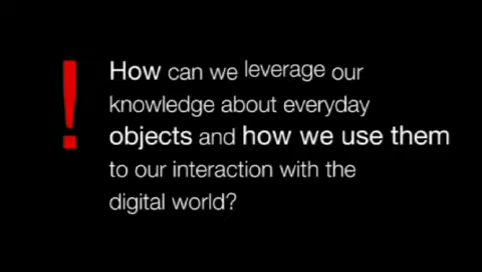 !
How can we leverage our
knowledge about everyday
objects and how we use them
to our interaction with the
digital world?